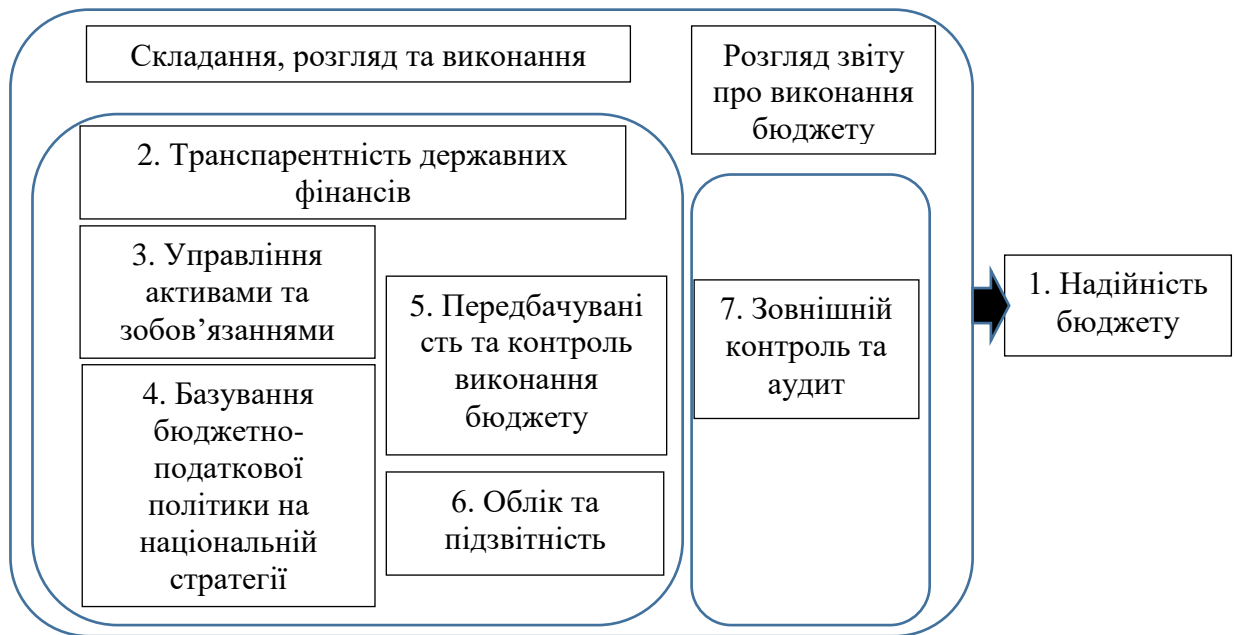 Складання, розгляд та виконання
Розгляд звіту
про виконання
бюджету
2. Транспарентність державних
фінансів
3. Управління
активами та
зобов’язаннями
4. Базування
бюджетно-
податкової
політики на
національній
стратегії
5. Передбачувані
сть та контроль
виконання
бюджету
6. Облік та
підзвітність
7. Зовнішній
контроль та
аудит
1. Надійність
бюджету